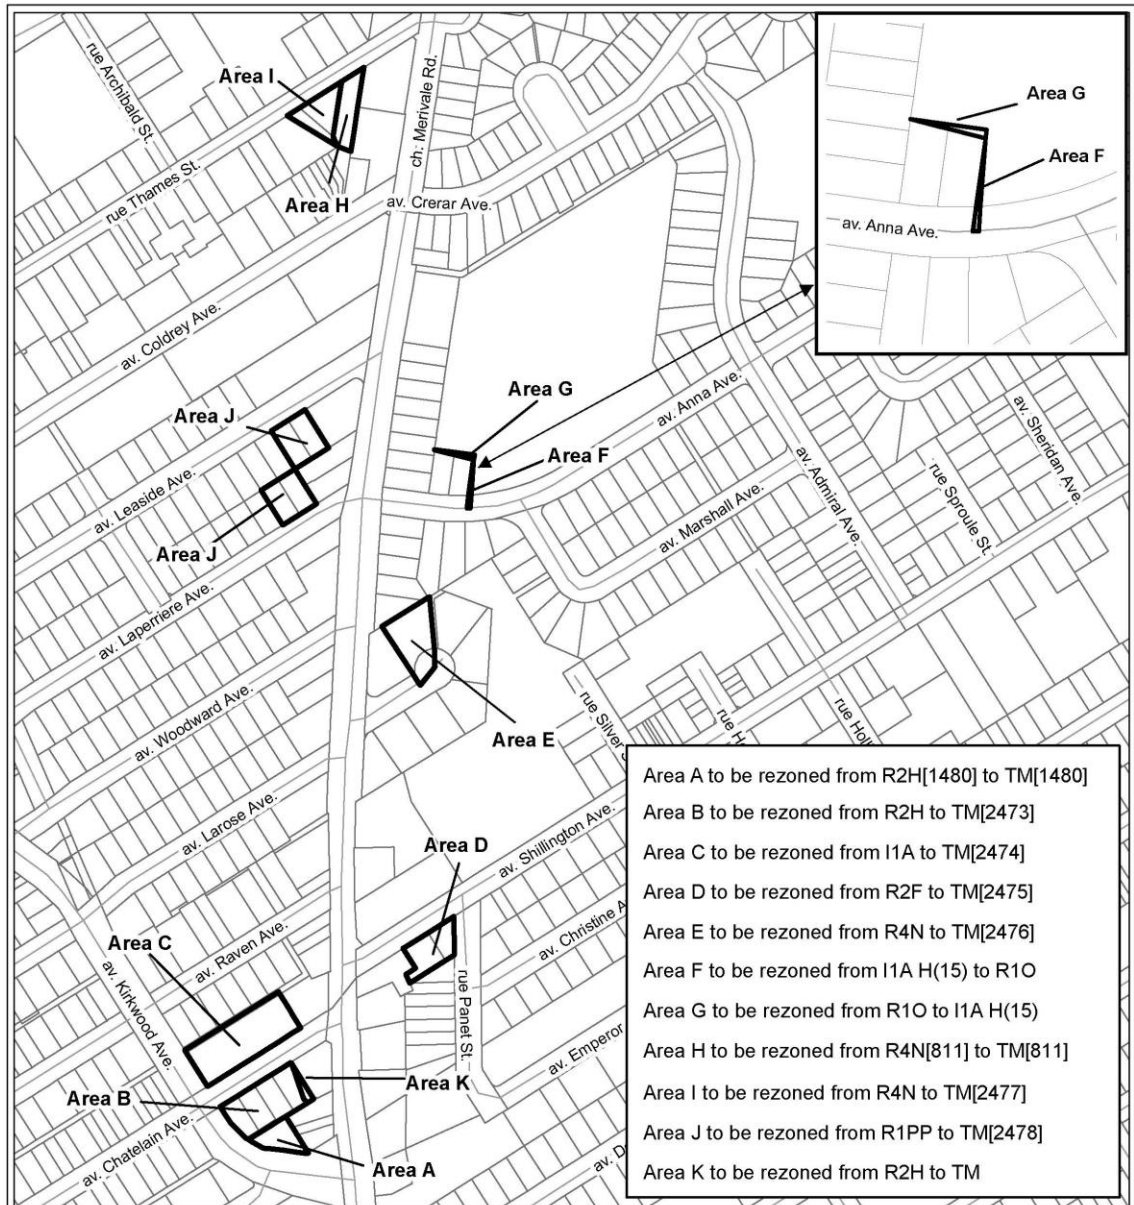 rue Archibald St.
Area I
ch. Merivale Rd.
Area G
Area F
av. Anna Ave.
rue Thames St.
Area H
av. Crerar Ave.
av. Coldrey Ave.
Area J
Area G
Area F
av. Anna Ave.
av. Sheridan Ave.
av. Admiral Ave.
rue Sproule St.
av. Leaside Ave.
Area J
av. Marshall Ave.
av. Laperriere Ave.
av. Woodward Ave.
Area E
rue Silver
rue
rue
av. Larose Ave.
Area D
av. Shillington Ave.
Area C
av. Raven Ave.
av. Christine
av. Kirkwood Ave.
rue Panet St.
av. Emperor
Area K
Area B
av. Chatelain Ave.
Area A
av.
Area A to be rezoned from R2H[1480] to TM[1480]
Area B to be rezoned from R2H to TM[2473]
Area C to be rezoned from I1A to TM[2474]
Area D to be rezoned from R2F to TM[2475]
Area E to be rezoned from R4N to TM[2476]
Area F to be rezoned from I1A H(15) to R1O
Area G to be rezoned from R1O to I1A H(15)
Area H to be rezoned from R4N[811] to TM[811]
Area I to be rezoned from R4N to TM[2477]
Area J to be rezoned from R1PP to TM[2478]
Area K to be rezoned from R2H to TM